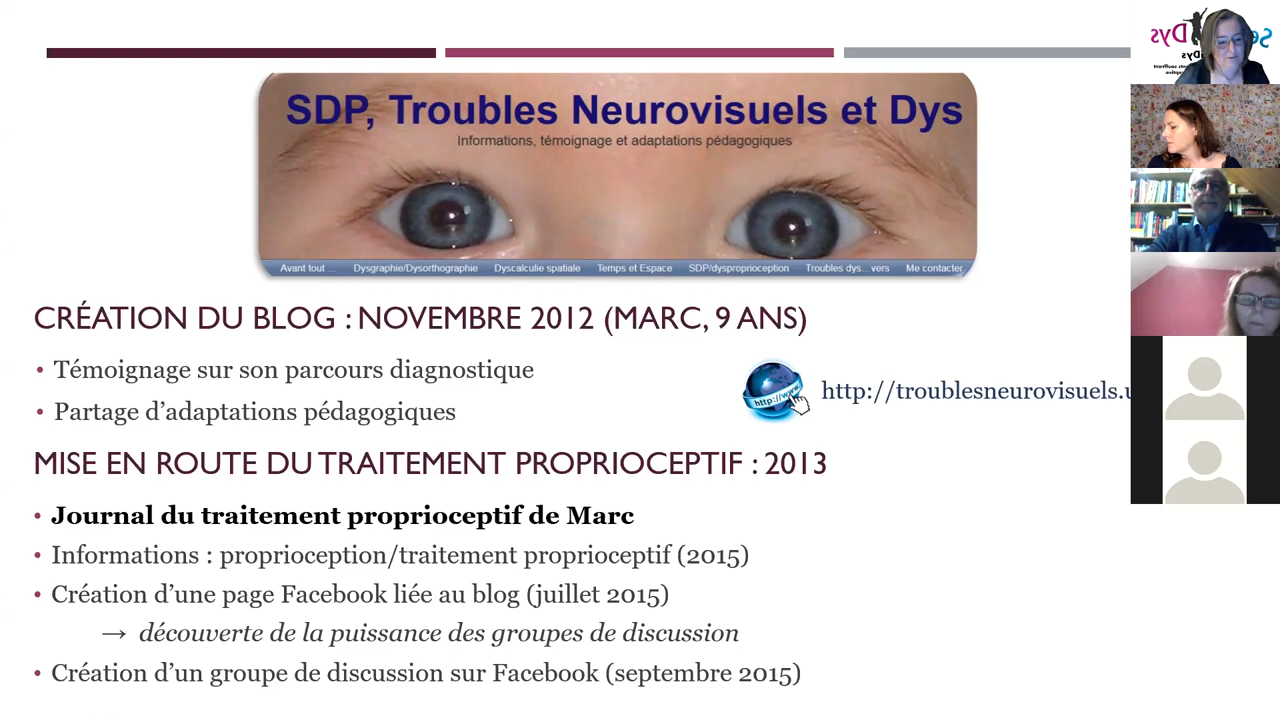 SDP, Troubles Neurovisuels et Dys
Informations, témoignage et adaptations pédagogiques
Avant tout ... Dysgraphie/Dysorthographie Dyscalculie spatiale Temps et Espace SDP/dysproprioception Troubles dys...vers Me contacter
CRÉATION DU BLOG : NOVEMBRE 2012 (MARC, 9 ANS)
• Témoignage sur son parcours diagnostique
• Partage d’adaptations pédagogiques
http://www
http://troublesneurovisuels.u
MISE EN ROUTE DU TRAITEMENT PROPRIOCEPTIF : 2013
• Journal du traitement proprioceptif de Marc
• Informations : proprioception/traitement proprioceptif (2015)
• Création d’une page Facebook liée au blog (juillet 2015)
→ découverte de la puissance des groupes de discussion
• Création d’un groupe de discussion sur Facebook (septembre 2015)
Dys